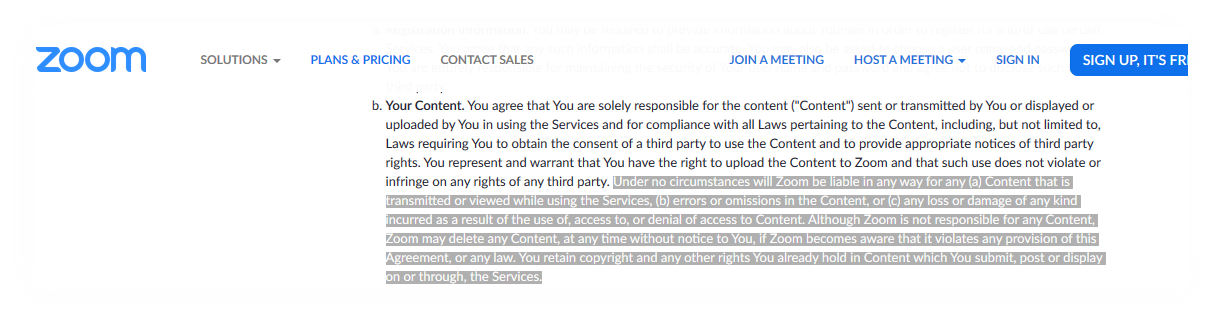 zoom
SOLUTIONS
PLANS & PRICING
CONTACT SALES
JOIN A MEETING
HOST A MEETING
SIGN IN
SIGN UP, IT'S FRE
b. Your Content. You agree that You are solely responsible for the content ("Content") sent or transmitted by You or displayed or
uploaded by You in using the Services and for compliance with all Laws pertaining to the Content, including, but not limited to,
Laws requiring You to obtain the consent of a third party to use the Content and to provide appropriate notices of third party
rights. You represent and warrant that You have the right to upload the Content to Zoom and that such use does not violate or
infringe on any rights of any third party. Under no circumstances will Zoom be liable in any way for any (a) Content that is
transmitted or viewed while using the Services, (b) errors or omissions in the Content, or (c) any loss or damage of any kind
incurred as a result of the use of, access to, or denial of access to Content. Although Zoom is not responsible for any Content,
Zoom may delete any Content, at any time without notice to You, if Zoom becomes aware that it violates any provision of this
Agreement, or any law. You retain copyright and any other rights You already hold in Content which You submit, post or display
on or through, the Services.